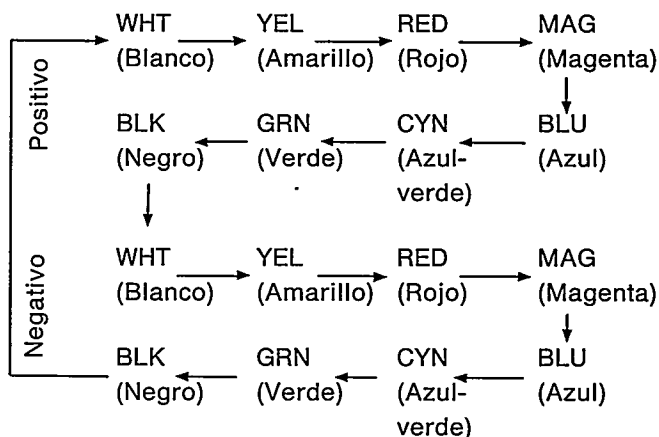 WHT YEL RED MAG
(Blanco) (Amarillo) (Rojo) (Magenta)
Positivo
BLK GRN CYN BLU
(Negro) (Verde) (Azul- (Azul)
verde)
WHT YEL RED MAG
(Blanco) (Amarillo) (Rojo) (Magenta)
Negativo
BLK GRN CYN BLU
(Negro) (Verde) (Azul- (Azul)
verde)